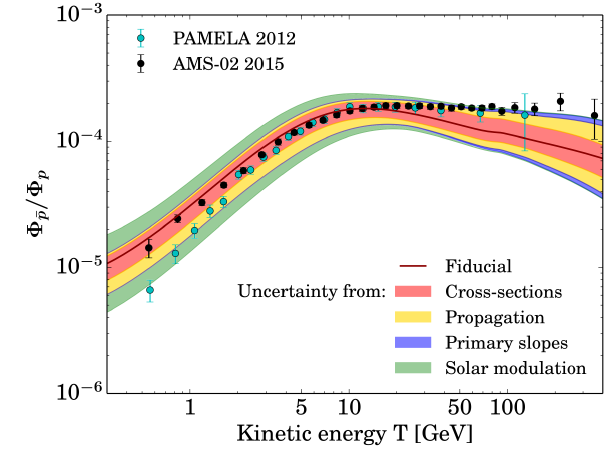 10⁻³
10⁻⁴
10⁻⁵
10⁻⁶
Φp̄/Φp
PAMELA 2012
AMS-02 2015
Fiducial
Uncertainty from:
Cross-sections
Propagation
Primary slopes
Solar modulation
1 5 10 50 100
Kinetic energy T [GeV]